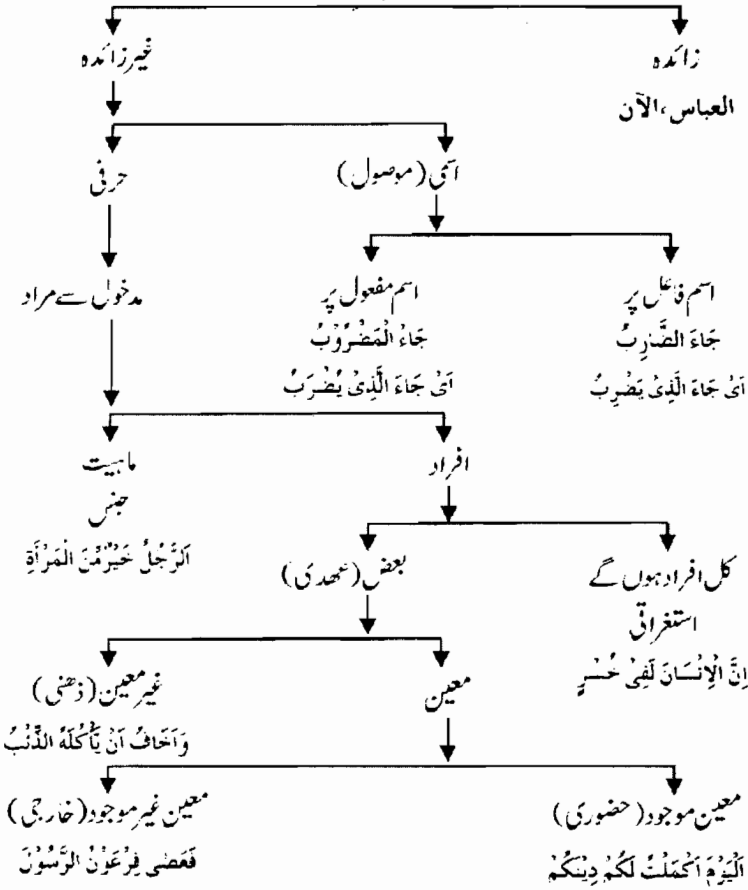 زائدہ
العباس، الآن
غیر زائدہ
اسمی (موصول)
حرفی
اسم فاعل پر
جَاءَ الضَّارِبُ
اَیْ جَاءَ الَّذِیْ یَضْرِبُ
اسم مفعول پر
جَاءَ الْمَضْرُوْبُ
اَیْ جَاءَ الَّذِیْ یُضْرَبُ
مدخول سے مراد
افراد
ماہیت
جنس
اَلرَّجُلُ خَیْرٌ مِّنَ الْمَرْأَةِ
کل افراد ہوں گے
استغراقی
اِنَّ الْاِنْسَانَ لَفِیْ خُسْرٍ
بعض (عھدی)
معین
غیر معین (ذھنی)
وَاَخَافُ اَنْ یَّأْكُلَهُ الذِّئْبُ
معین موجود (حضوری)
اَلْیَوْمَ اَكْمَلْتُ لَكُمْ دِیْنَكُمْ
معین غیر موجود (خارجی)
فَعَصٰی فِرْعَوْنُ الرَّسُوْلَ